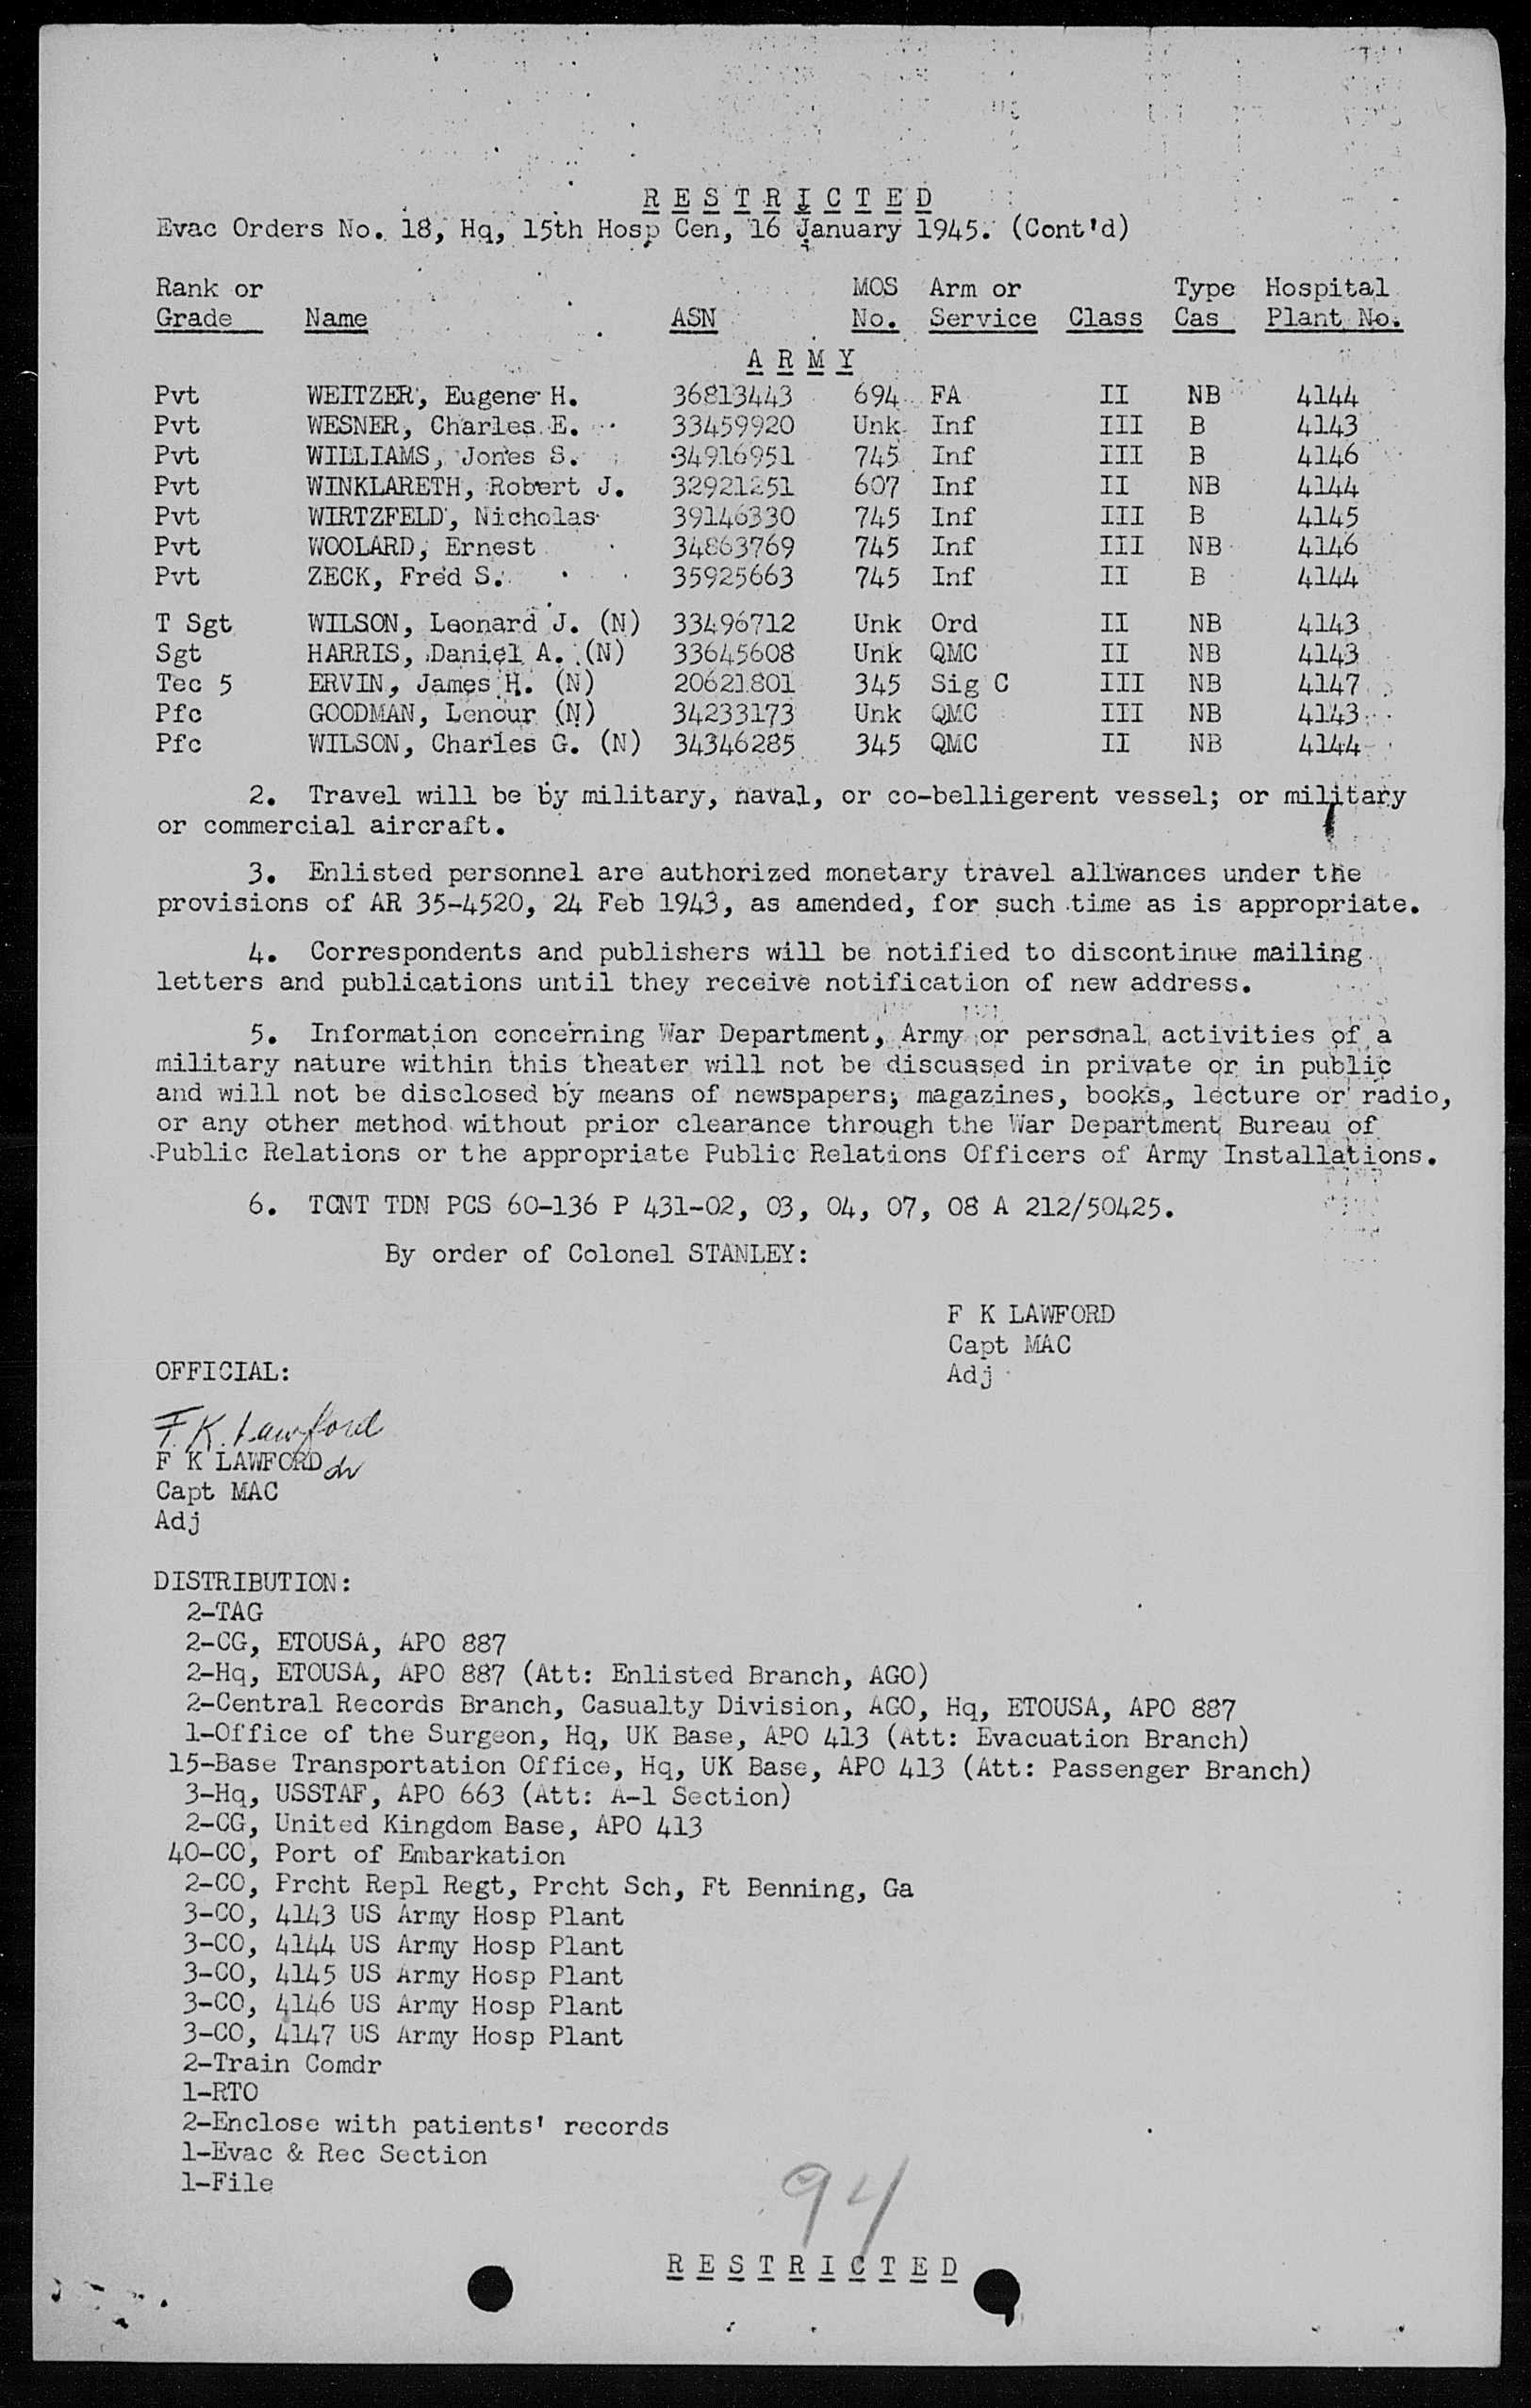 R E S T R I C T E D
Evac Orders No. 18, Hq, 15th Hosp Cen, 16 January 1945. (Cont'd)
Rank or MOS Arm or Type Hospital
Grade Name ASN No. Service Class Cas Plant No.
A R M Y
Pvt WEITZER, Eugene H. 36813443 694 FA II NB 4144
Pvt WESNER, Charles E. 33459920 Unk Inf III B 4143
Pvt WILLIAMS, Jones S. 34916951 745 Inf III B 4146
Pvt WINKLARETH, Robert J. 32921251 607 Inf II NB 4144
Pvt WIRTZFELD, Nicholas 39146330 745 Inf III B 4145
Pvt WOOLARD, Ernest 34863769 745 Inf III NB 4146
Pvt ZECK, Fred S. 35925663 745 Inf II B 4144
T Sgt WILSON, Leonard J. (N) 33496712 Unk Ord II NB 4143
Sgt HARRIS, Daniel A. (N) 33645608 Unk QMC II NB 4143
Tec 5 ERVIN, James H. (N) 20621801 345 Sig C III NB 4147
Pfc GOODMAN, Lenour (N) 34233173 Unk QMC III NB 4143
Pfc WILSON, Charles G. (N) 34346285 345 QMC II NB 4144
2. Travel will be by military, naval, or co-belligerent vessel; or military
or commercial aircraft.
3. Enlisted personnel are authorized monetary travel allwances under the
provisions of AR 35-4520, 24 Feb 1943, as amended, for such time as is appropriate.
4. Correspondents and publishers will be notified to discontinue mailing
letters and publications until they receive notification of new address.
5. Information concerning War Department, Army or personal activities of a
military nature within this theater will not be discussed in private or in public
and will not be disclosed by means of newspapers, magazines, books, lecture or radio,
or any other method without prior clearance through the War Department Bureau of
Public Relations or the appropriate Public Relations Officers of Army Installations.
6. TCNT TDN PCS 60-136 P 431-02, 03, 04, 07, 08 A 212/50425.
By order of Colonel STANLEY:
F K LAWFORD
Capt MAC
Adj
OFFICIAL:
F. K. Lawford
F K LAWFORD
Capt MAC
Adj
DISTRIBUTION:
2-TAG
2-CG, ETOUSA, APO 887
2-Hq, ETOUSA, APO 887 (Att: Enlisted Branch, AGO)
2-Central Records Branch, Casualty Division, AGO, Hq, ETOUSA, APO 887
1-Office of the Surgeon, Hq, UK Base, APO 413 (Att: Evacuation Branch)
15-Base Transportation Office, Hq, UK Base, APO 413 (Att: Passenger Branch)
3-Hq, USSTAF, APO 663 (Att: A-1 Section)
2-CG, United Kingdom Base, APO 413
40-CO, Port of Embarkation
2-CO, Prcht Repl Regt, Prcht Sch, Ft Benning, Ga
3-CO, 4143 US Army Hosp Plant
3-CO, 4144 US Army Hosp Plant
3-CO, 4145 US Army Hosp Plant
3-CO, 4146 US Army Hosp Plant
3-CO, 4147 US Army Hosp Plant
2-Train Comdr
1-RTO
2-Enclose with patients' records
1-Evac & Rec Section
1-File
94
R E S T R I C T E D